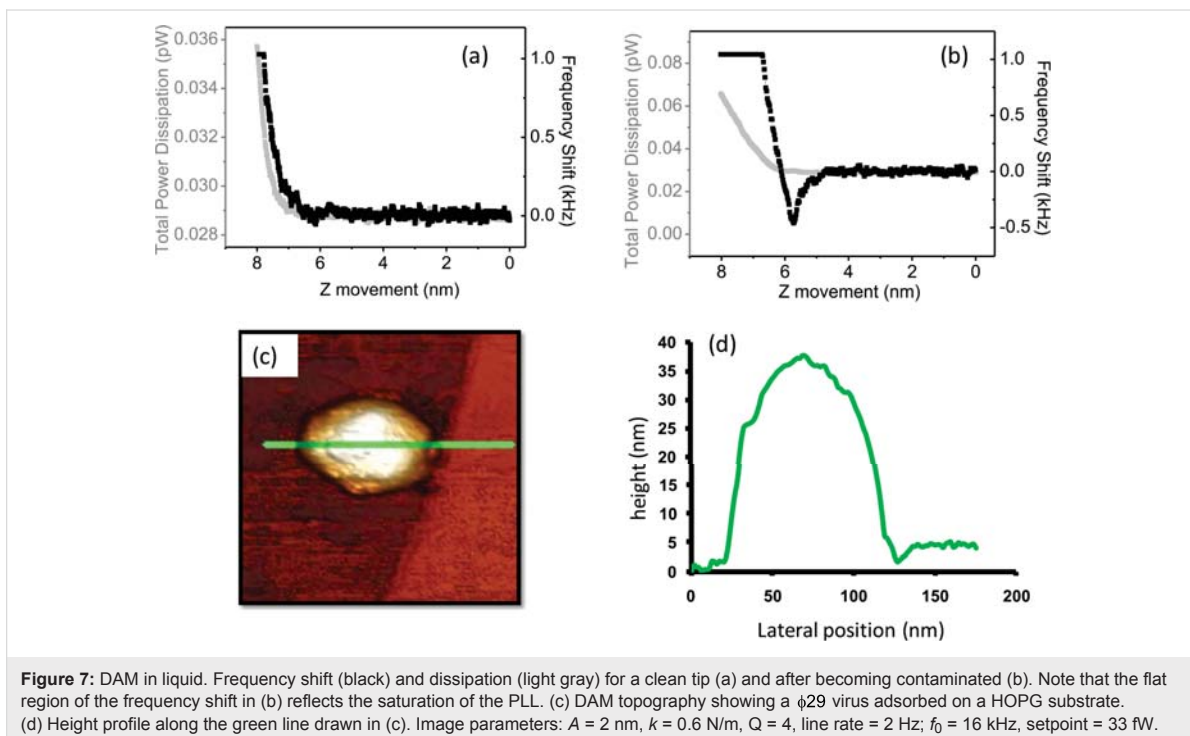 (a)
Total Power Dissipation (pW)
0.036
0.034
0.032
0.030
0.028
1.0
0.5
0.0
Frequency Shift (kHz)
8 6 4 2 0
Z movement (nm)
(b)
Total Power Dissipation (pW)
0.08
0.06
0.04
0.02
0.00
1.0
0.5
0.0
-0.5
Frequency Shift (kHz)
8 6 4 2 0
Z movement (nm)
(c)
(d)
height (nm)
40
35
30
25
20
15
10
5
0
0 50 100 150 200
Lateral position (nm)
Figure 7: DAM in liquid. Frequency shift (black) and dissipation (light gray) for a clean tip (a) and after becoming contaminated (b). Note that the flat
region of the frequency shift in (b) reflects the saturation of the PLL. (c) DAM topography showing a ϕ29 virus adsorbed on a HOPG substrate.
(d) Height profile along the green line drawn in (c). Image parameters: A = 2 nm, k = 0.6 N/m, Q = 4, line rate = 2 Hz; f0 = 16 kHz, setpoint = 33 fW.